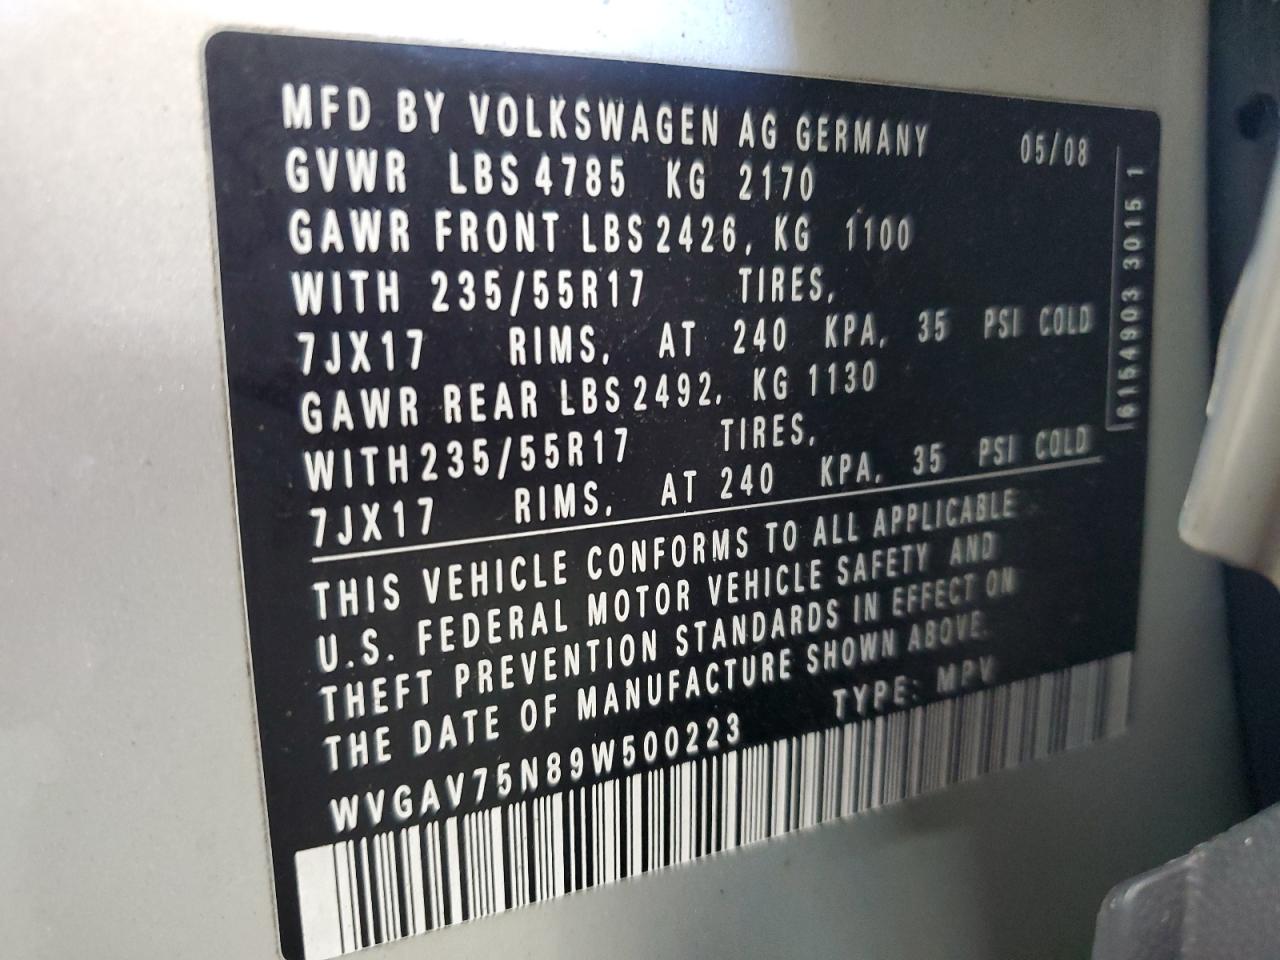 MFD BY VOLKSWAGEN AG GERMANY 05/08
GVWR LBS 4785 KG 2170
GAWR FRONT LBS 2426, KG 1100
WITH 235/55R17 TIRES,
7JX17 RIMS, AT 240 KPA, 35 PSI COLD
GAWR REAR LBS 2492, KG 1130
WITH 235/55R17 TIRES,
7JX17 RIMS, AT 240 KPA, 35 PSI COLD
THIS VEHICLE CONFORMS TO ALL APPLICABLE
U.S. FEDERAL MOTOR VEHICLE SAFETY AND
THEFT PREVENTION STANDARDS IN EFFECT ON
THE DATE OF MANUFACTURE SHOWN ABOVE.
WVGAV75N89W500223 TYPE: MPV
6154903 3015 1